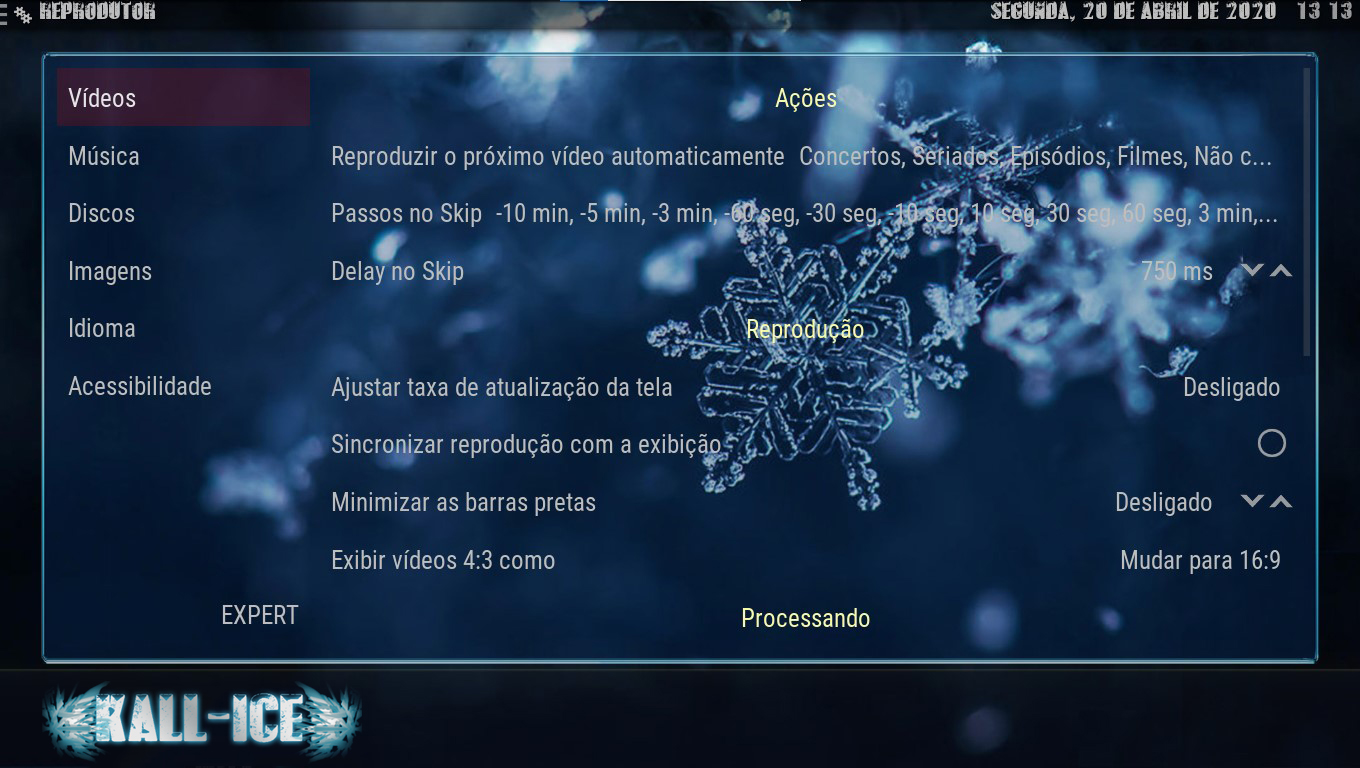 REPRODUTOR
SEGUNDA, 20 DE ABRIL DE 2020 13 13
Vídeos
Ações
Música
Reproduzir o próximo vídeo automaticamente Concertos, Seriados, Episódios, Filmes, Não c...
Discos
Passos no Skip -10 min, -5 min, -3 min, -60 seg, -30 seg, -10 seg, 10 seg, 30 seg, 60 seg, 3 min,...
Imagens
Delay no Skip 750 ms
Idioma
Reprodução
Acessibilidade
Ajustar taxa de atualização da tela Desligado
Sincronizar reprodução com a exibição
Minimizar as barras pretas Desligado
Exibir vídeos 4:3 como Mudar para 16:9
EXPERT
Processando
KALL-ICE